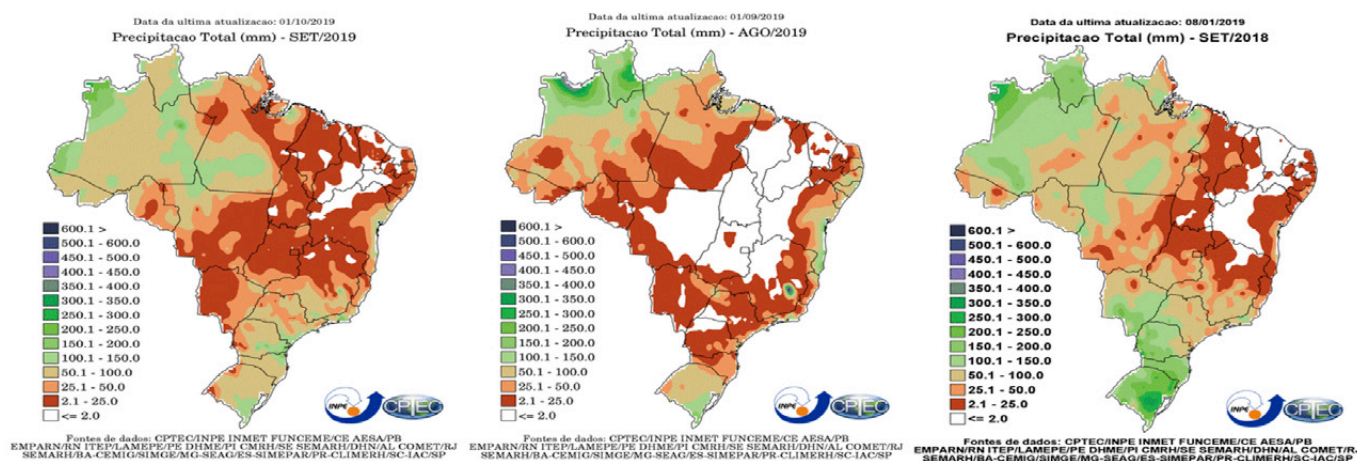 Data da ultima atualizacao: 01/10/2019
Precipitacao Total (mm) - SET/2019
600.1 >
500.1 - 600.0
450.1 - 500.0
400.1 - 450.0
350.1 - 400.0
300.1 - 350.0
250.1 - 300.0
200.1 - 250.0
150.1 - 200.0
100.1 - 150.0
50.1 - 100.0
25.1 - 50.0
2.1 - 25.0
<= 2.0
INPE
CPTEC
Fontes de dados: CPTEC/INPE INMET FUNCEME/CE AESA/PB
EMPARN/RN ITEP/LAMEPE/PE DHME/PI CMRH/SE SEMARH/DHN/AL COMET/RJ
SEMARH/BA-CEMIG/SIMGE/MG-SEAG/ES-SIMEPAR/PR-CLIMERH/SC-IAC/SP
Data da ultima atualizacao: 01/09/2019
Precipitacao Total (mm) - AGO/2019
600.1 >
500.1 - 600.0
450.1 - 500.0
400.1 - 450.0
350.1 - 400.0
300.1 - 350.0
250.1 - 300.0
200.1 - 250.0
150.1 - 200.0
100.1 - 150.0
50.1 - 100.0
25.1 - 50.0
2.1 - 25.0
<= 2.0
INPE
CPTEC
Fontes de dados: CPTEC/INPE INMET FUNCEME/CE AESA/PB
EMPARN/RN ITEP/LAMEPE/PE DHME/PI CMRH/SE SEMARH/DHN/AL COMET/RJ
SEMARH/BA-CEMIG/SIMGE/MG-SEAG/ES-SIMEPAR/PR-CLIMERH/SC-IAC/SP
Data da ultima atualizacao: 08/01/2019
Precipitacao Total (mm) - SET/2018
600.1 >
500.1 - 600.0
450.1 - 500.0
400.1 - 450.0
350.1 - 400.0
300.1 - 350.0
250.1 - 300.0
200.1 - 250.0
150.1 - 200.0
100.1 - 150.0
50.1 - 100.0
25.1 - 50.0
2.1 - 25.0
<= 2.0
INPE
CPTEC
Fontes de dados: CPTEC/INPE INMET FUNCEME/CE AESA/PB
EMPARN/RN ITEP/LAMEPE/PE DHME/PI CMRH/SE SEMARH/DHN/AL COMET/RJ
SEMARH/BA-CEMIG/SIMGE/MG-SEAG/ES-SIMEPAR/PR-CLIMERH/SC-IAC/SP